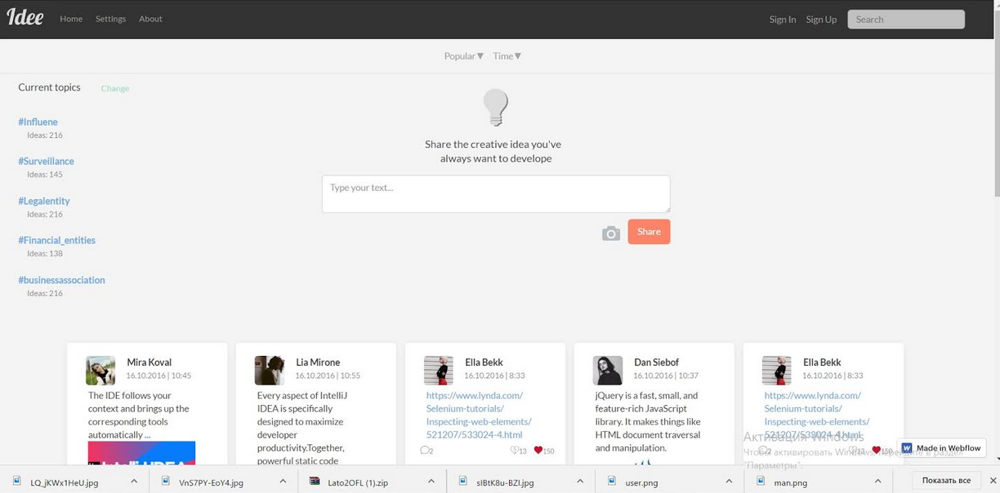 Idee Home Settings About Sign In Sign Up Search
Popular▼ Time▼
Current topics Change
#Influene
Ideas: 216
#Surveillance
Ideas: 145
#Legalentity
Ideas: 216
#Financial_entities
Ideas: 138
#businessassociation
Ideas: 216
Share the creative idea you've
always want to develope
Type your text...
Share
Mira Koval
16.10.2016 | 10:45
The IDE follows your
context and brings up the
corresponding tools
automatically ...
Lia Mirone
16.10.2016 | 10:55
Every aspect of IntelliJ
IDEA is specifically
designed to maximize
developer
productivity.Together,
powerful static code
Ella Bekk
16.10.2016 | 8:33
https://www.lynda.com/
Selenium-tutorials/
Inspecting-web-elements/
521207/533024-4.html
2 13 150
Dan Siebof
16.10.2016 | 10:37
jQuery is a fast, small, and
feature-rich JavaScript
library. It makes things like
HTML document traversal
and manipulation.
Ella Bekk
16.10.2016 | 8:33
https://www.lynda.com/
Selenium-tutorials/
Inspecting-web-elements/
521207/533024-4.html
2 13 150
Активация Windows
Чтобы активировать Windows, перейдите в раздел
"Параметры".
Made in Webflow
LQ_jKWx1HeU.jpg VnS7PY-EoY4.jpg Lato2OFL (1).zip sIBtK8u-BZI.jpg user.png man.png Показать все